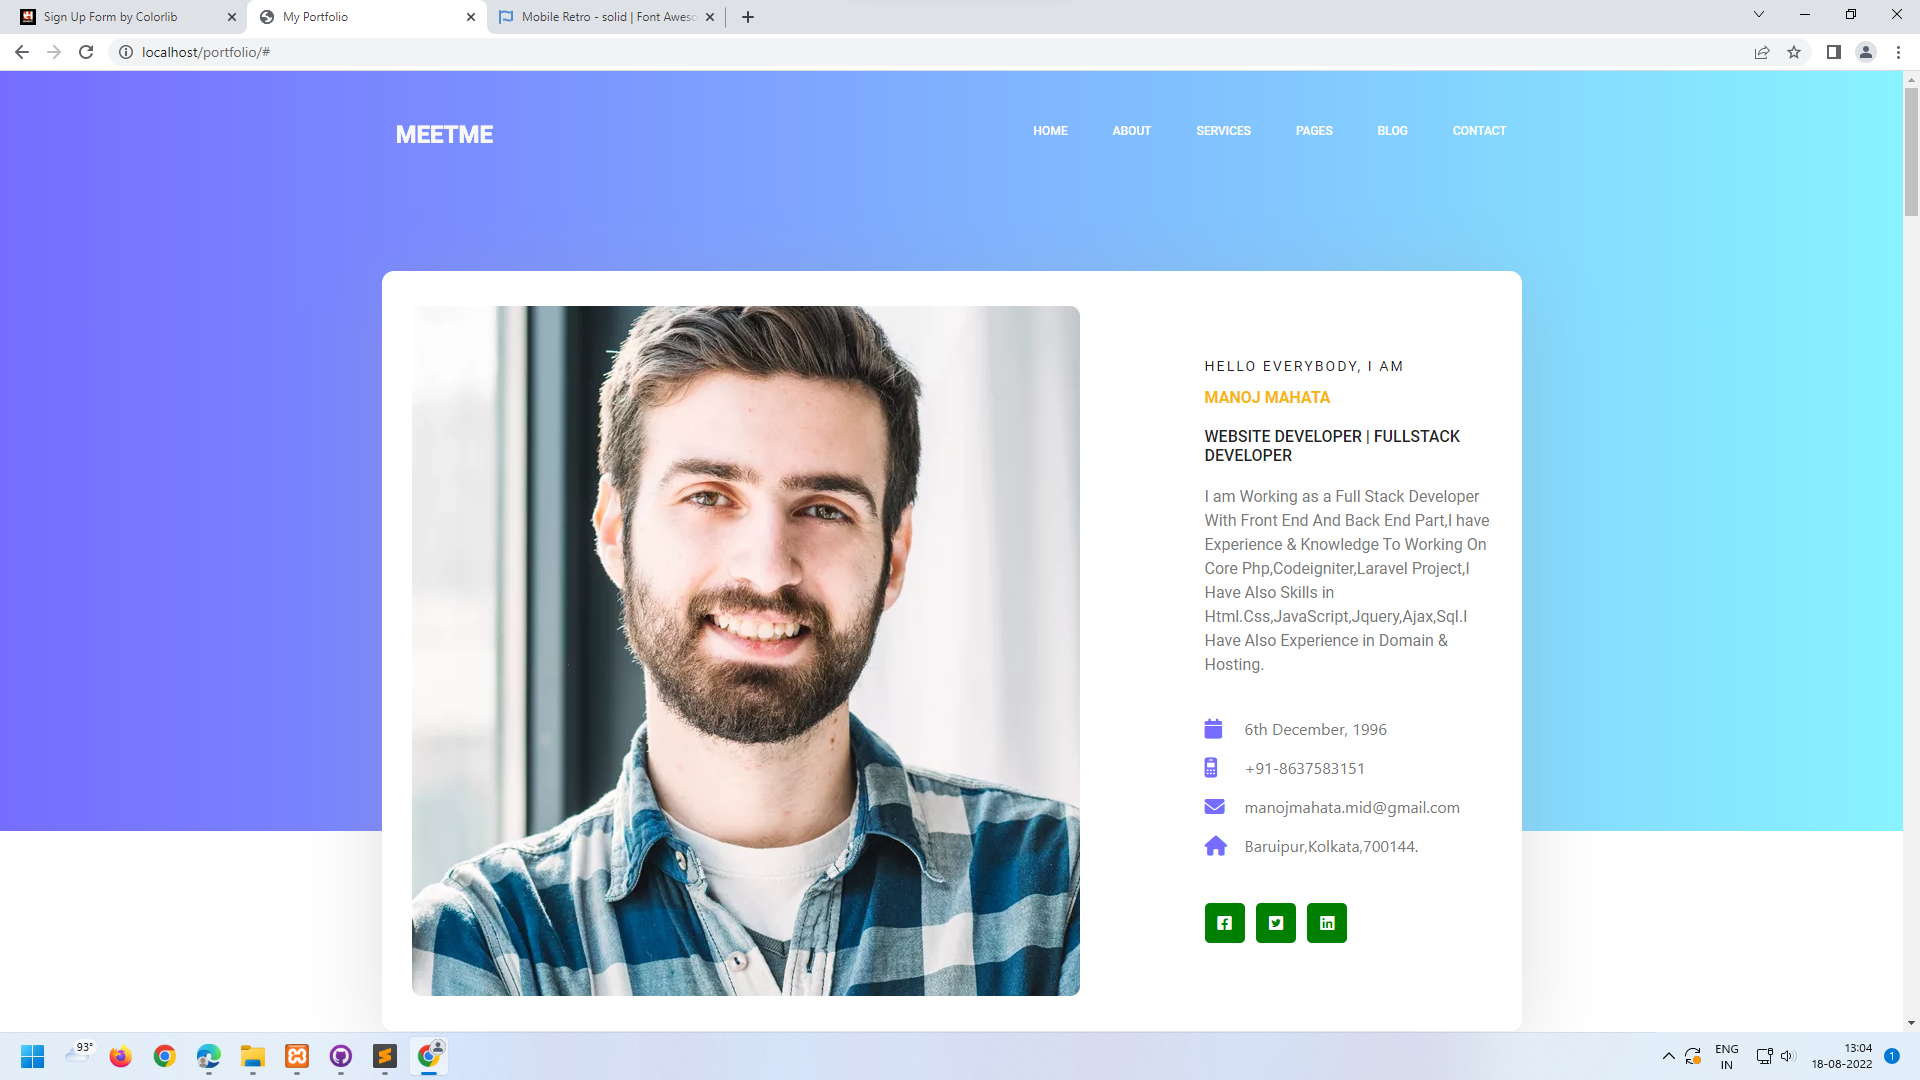 Sign Up Form by Colorlib
My Portfolio
Mobile Retro - solid | Font Aweso
localhost/portfolio/#
MEETME
HOME
ABOUT
SERVICES
PAGES
BLOG
CONTACT
HELLO EVERYBODY, I AM
MANOJ MAHATA
WEBSITE DEVELOPER | FULLSTACK
DEVELOPER
I am Working as a Full Stack Developer
With Front End And Back End Part,I have
Experience & Knowledge To Working On
Core Php,Codeigniter,Laravel Project,I
Have Also Skills in
Html.Css,JavaScript,Jquery,Ajax,Sql.I
Have Also Experience in Domain &
Hosting.
6th December, 1996
+91-8637583151
manojmahata.mid@gmail.com
Baruipur,Kolkata,700144.
93°
ENG
IN
13:04
18-08-2022
1